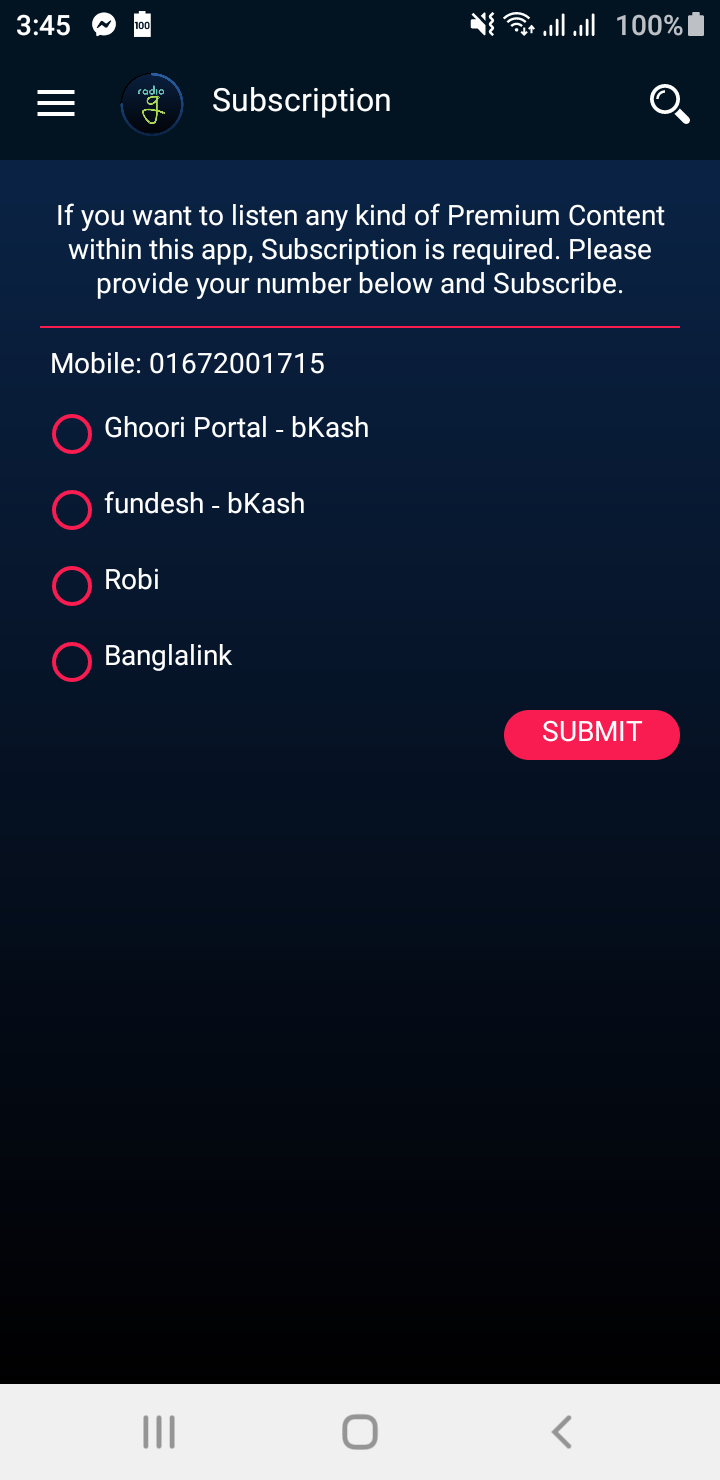 3:45 100 100%
radio
g
Subscription
If you want to listen any kind of Premium Content
within this app, Subscription is required. Please
provide your number below and Subscribe.
Mobile: 01672001715
Ghoori Portal - bKash
fundesh - bKash
Robi
Banglalink
SUBMIT